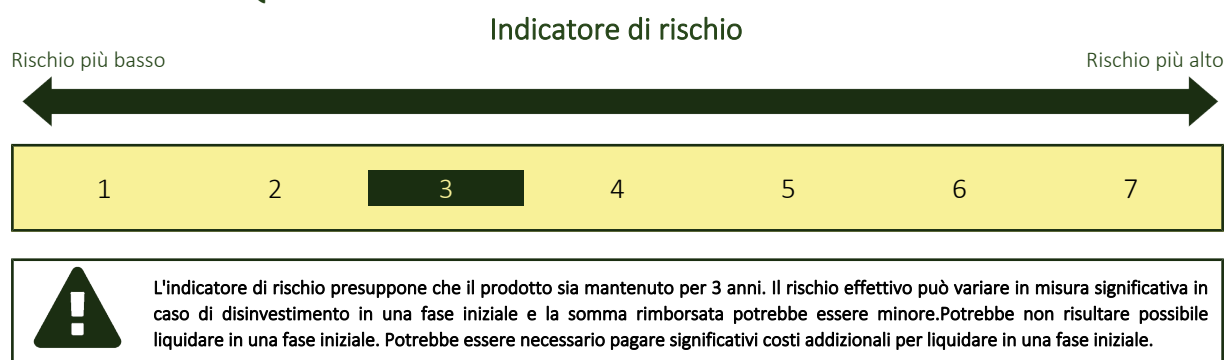 Indicatore di rischio
Rischio più basso Rischio più alto
1 2 3 4 5 6 7
L'indicatore di rischio presuppone che il prodotto sia mantenuto per 3 anni. Il rischio effettivo può variare in misura significativa in
caso di disinvestimento in una fase iniziale e la somma rimborsata potrebbe essere minore.Potrebbe non risultare possibile
liquidare in una fase iniziale. Potrebbe essere necessario pagare significativi costi addizionali per liquidare in una fase iniziale.